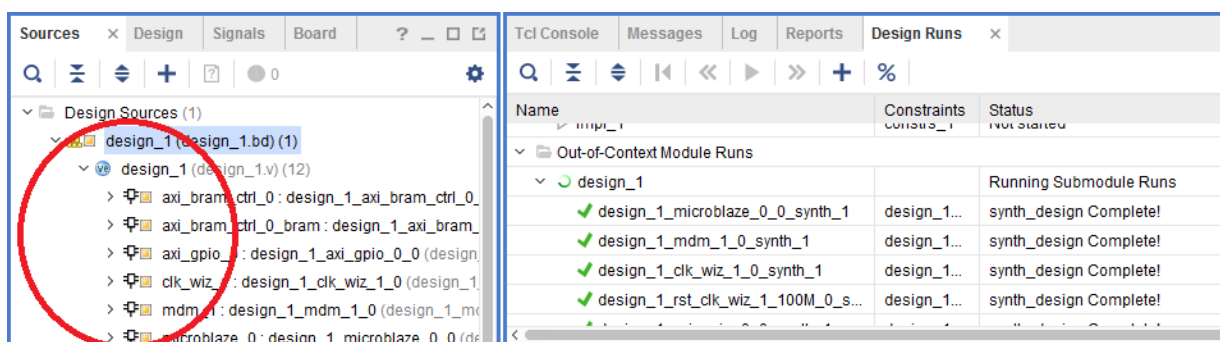 Sources × Design Signals Board ? _
0
Design Sources (1)
design_1 (design_1.bd) (1)
design_1 (design_1.v) (12)
axi_bram_ctrl_0 : design_1_axi_bram_ctrl_0_
axi_bram_ctrl_0_bram : design_1_axi_bram_
axi_gpio_0 : design_1_axi_gpio_0_0 (design_
clk_wiz_1 : design_1_clk_wiz_1_0 (design_1_
mdm_1 : design_1_mdm_1_0 (design_1_
microblaze_0 : design_1_microblaze_0_0 (de
Tcl Console Messages Log Reports Design Runs ×
%
Name Constraints Status
impl_1 constrs_1 Not started
Out-of-Context Module Runs
design_1 Running Submodule Runs
design_1_microblaze_0_0_synth_1 design_1... synth_design Complete!
design_1_mdm_1_0_synth_1 design_1... synth_design Complete!
design_1_clk_wiz_1_0_synth_1 design_1... synth_design Complete!
design_1_rst_clk_wiz_1_100M_0_s... design_1... synth_design Complete!